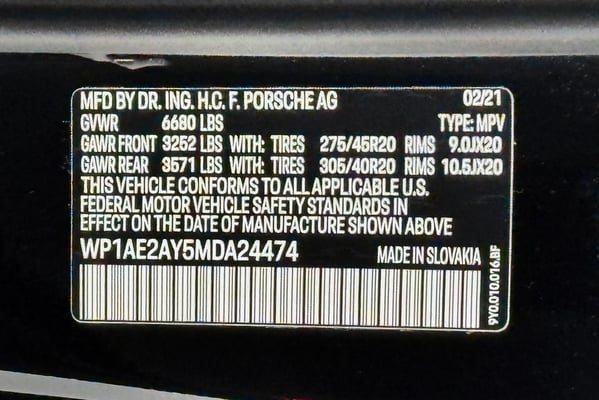 MFD BY DR. ING. H.C. F. PORSCHE AG 02/21
GVWR 6680 LBS TYPE: MPV
GAWR FRONT 3252 LBS WITH: TIRES 275/45R20 RIMS 9.0JX20
GAWR REAR 3571 LBS WITH: TIRES 305/40R20 RIMS 10.5JX20
THIS VEHICLE CONFORMS TO ALL APPLICABLE U.S.
FEDERAL MOTOR VEHICLE SAFETY STANDARDS IN
EFFECT ON THE DATE OF MANUFACTURE SHOWN ABOVE
WP1AE2AY5MDA24474 MADE IN SLOVAKIA
9Y0.010.016.BF